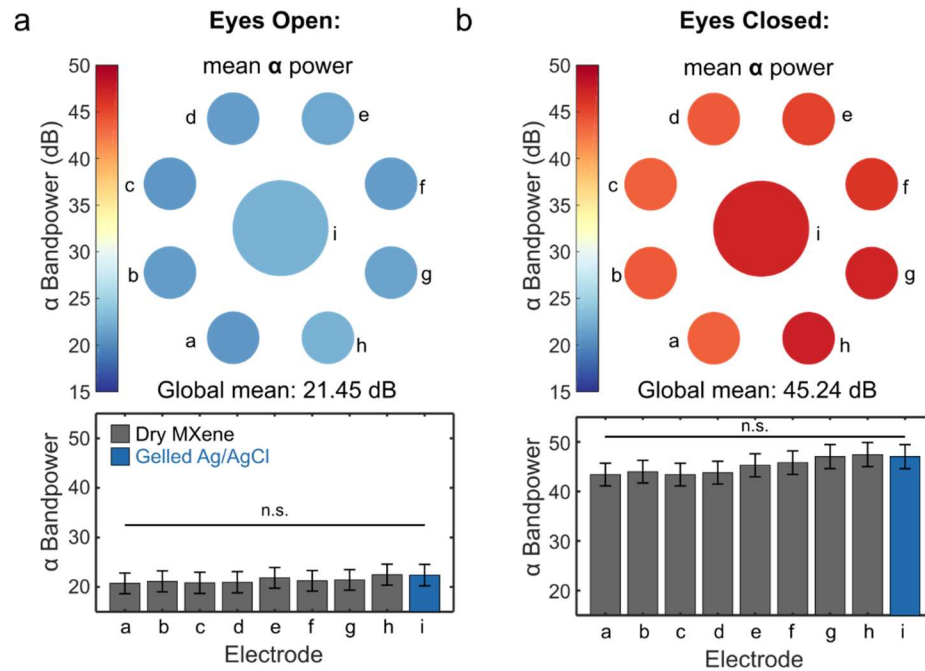 a
Eyes Open:
mean α power
50
45
40
35
30
25
20
15
α Bandpower (dB)
d
e
c
f
i
b
g
a
h
Global mean: 21.45 dB
50
40
30
20
α Bandpower
Dry MXene
Gelled Ag/AgCl
n.s.
a b c d e f g h i
Electrode
b
Eyes Closed:
mean α power
50
45
40
35
30
25
20
15
α Bandpower (dB)
d
e
c
f
i
b
g
a
h
Global mean: 45.24 dB
50
40
30
20
α Bandpower
n.s.
a b c d e f g h i
Electrode